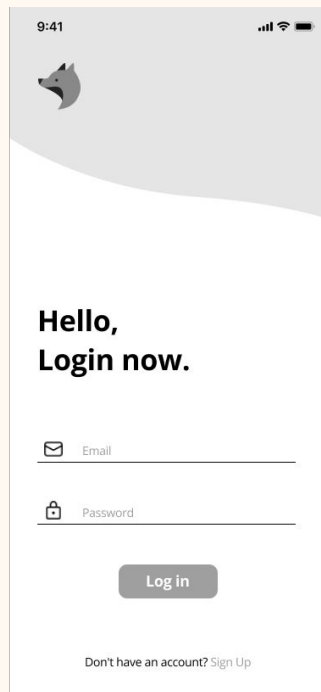 9:41
Hello,
Login now.
Email
Password
Log in
Don't have an account? Sign Up